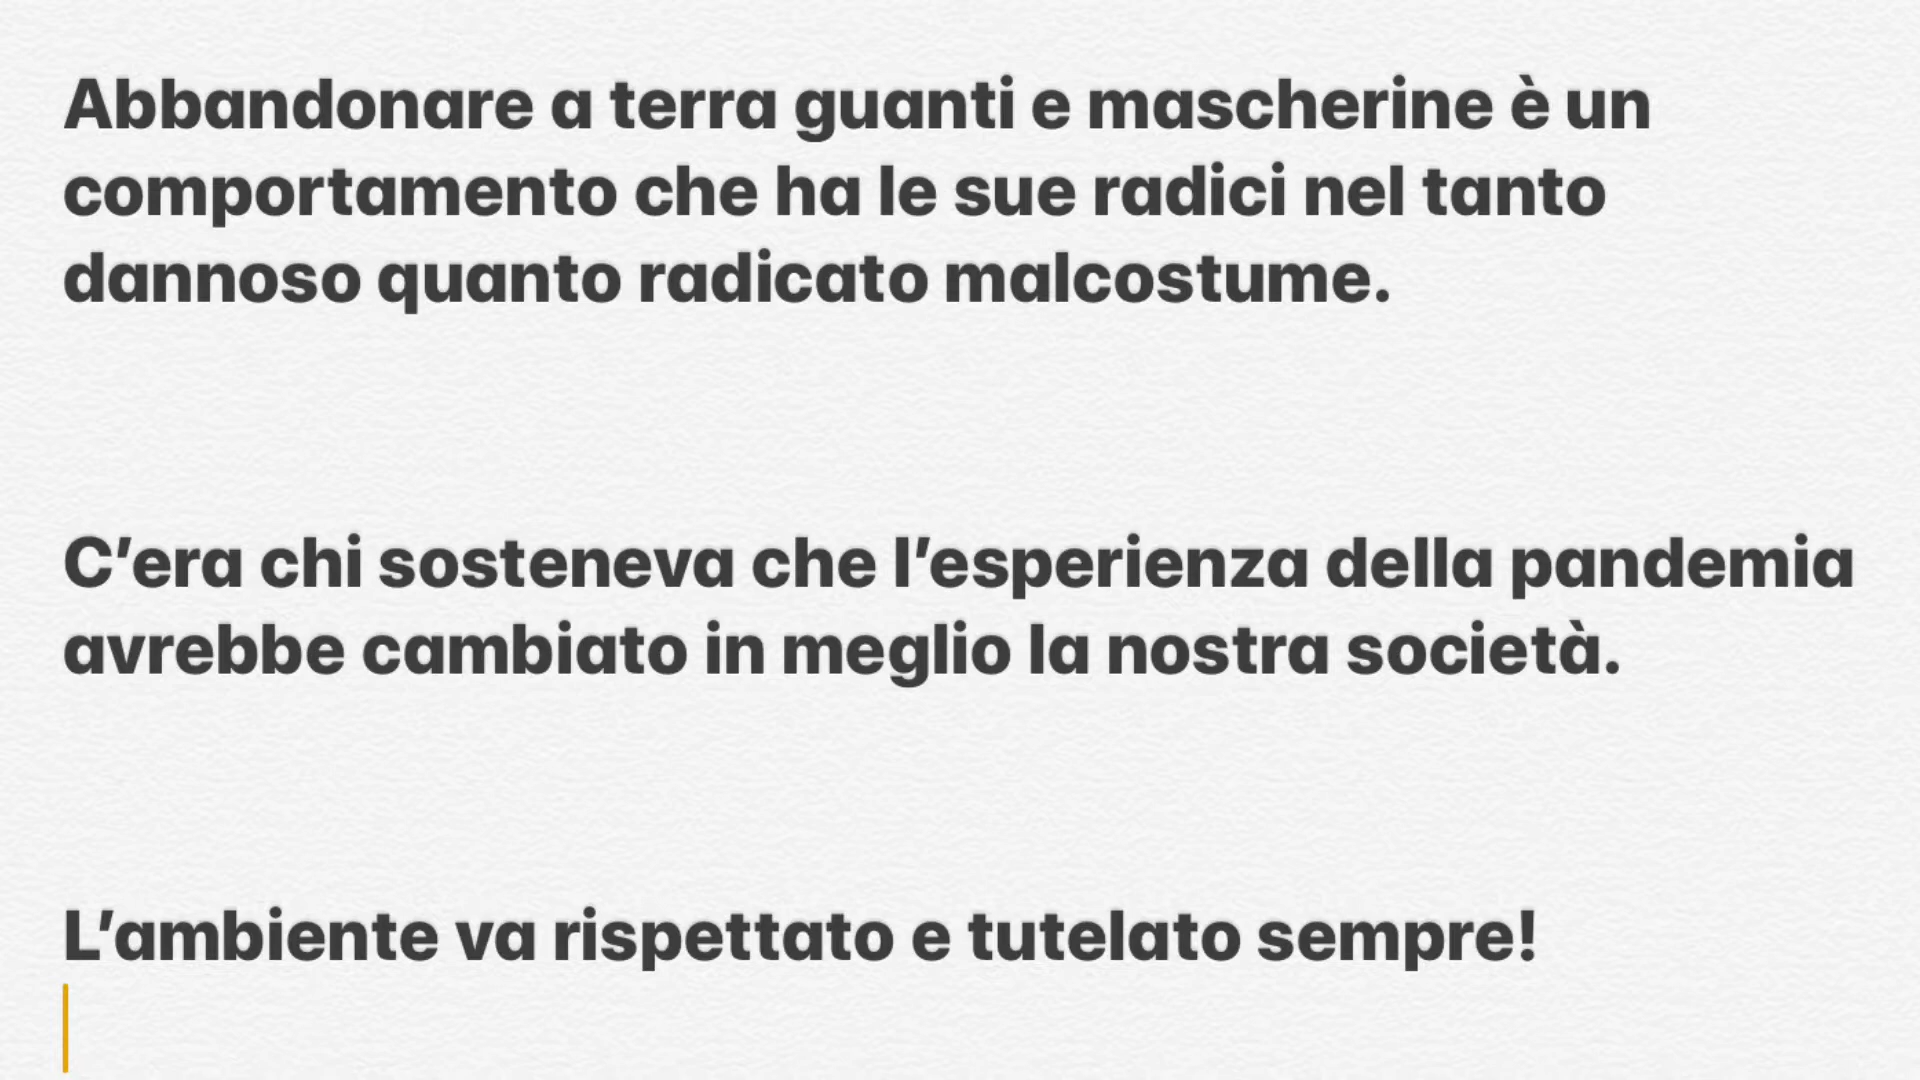 Abbandonare a terra guanti e mascherine è un
comportamento che ha le sue radici nel tanto
dannoso quanto radicato malcostume.
C’era chi sosteneva che l’esperienza della pandemia
avrebbe cambiato in meglio la nostra società.
L’ambiente va rispettato e tutelato sempre!